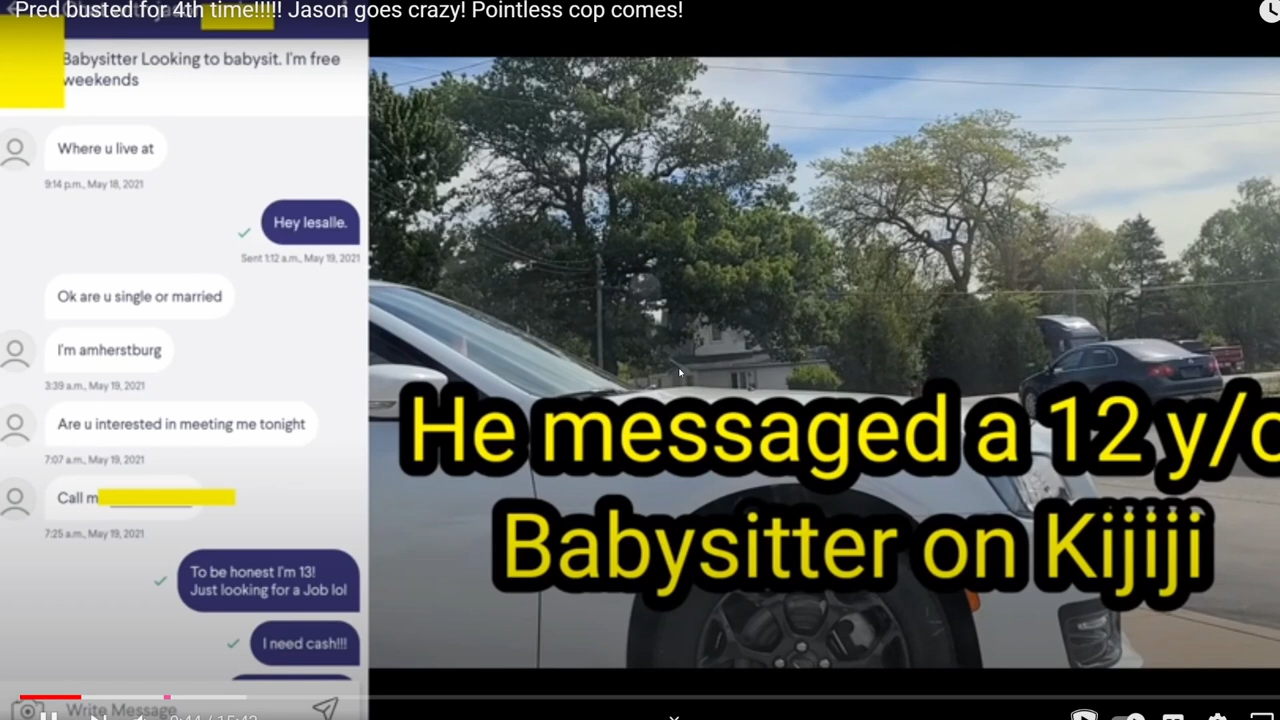 Pred busted for 4th time!!!!! Jason goes crazy! Pointless cop comes!
Babysitter Looking to babysit. I'm free
weekends
Where u live at
9:14 p.m., May 18, 2021
Hey lesalle.
Sent 1:12 a.m., May 19, 2021
Ok are u single or married
I'm amherstburg
3:39 a.m., May 19, 2021
Are u interested in meeting me tonight
7:07 a.m., May 19, 2021
Call m
7:25 a.m., May 19, 2021
To be honest I'm 13!
Just looking for a Job lol
I need cash!!!
Write Message
0:44 / 15:42
He messaged a 12 y/o
Babysitter on Kijiji